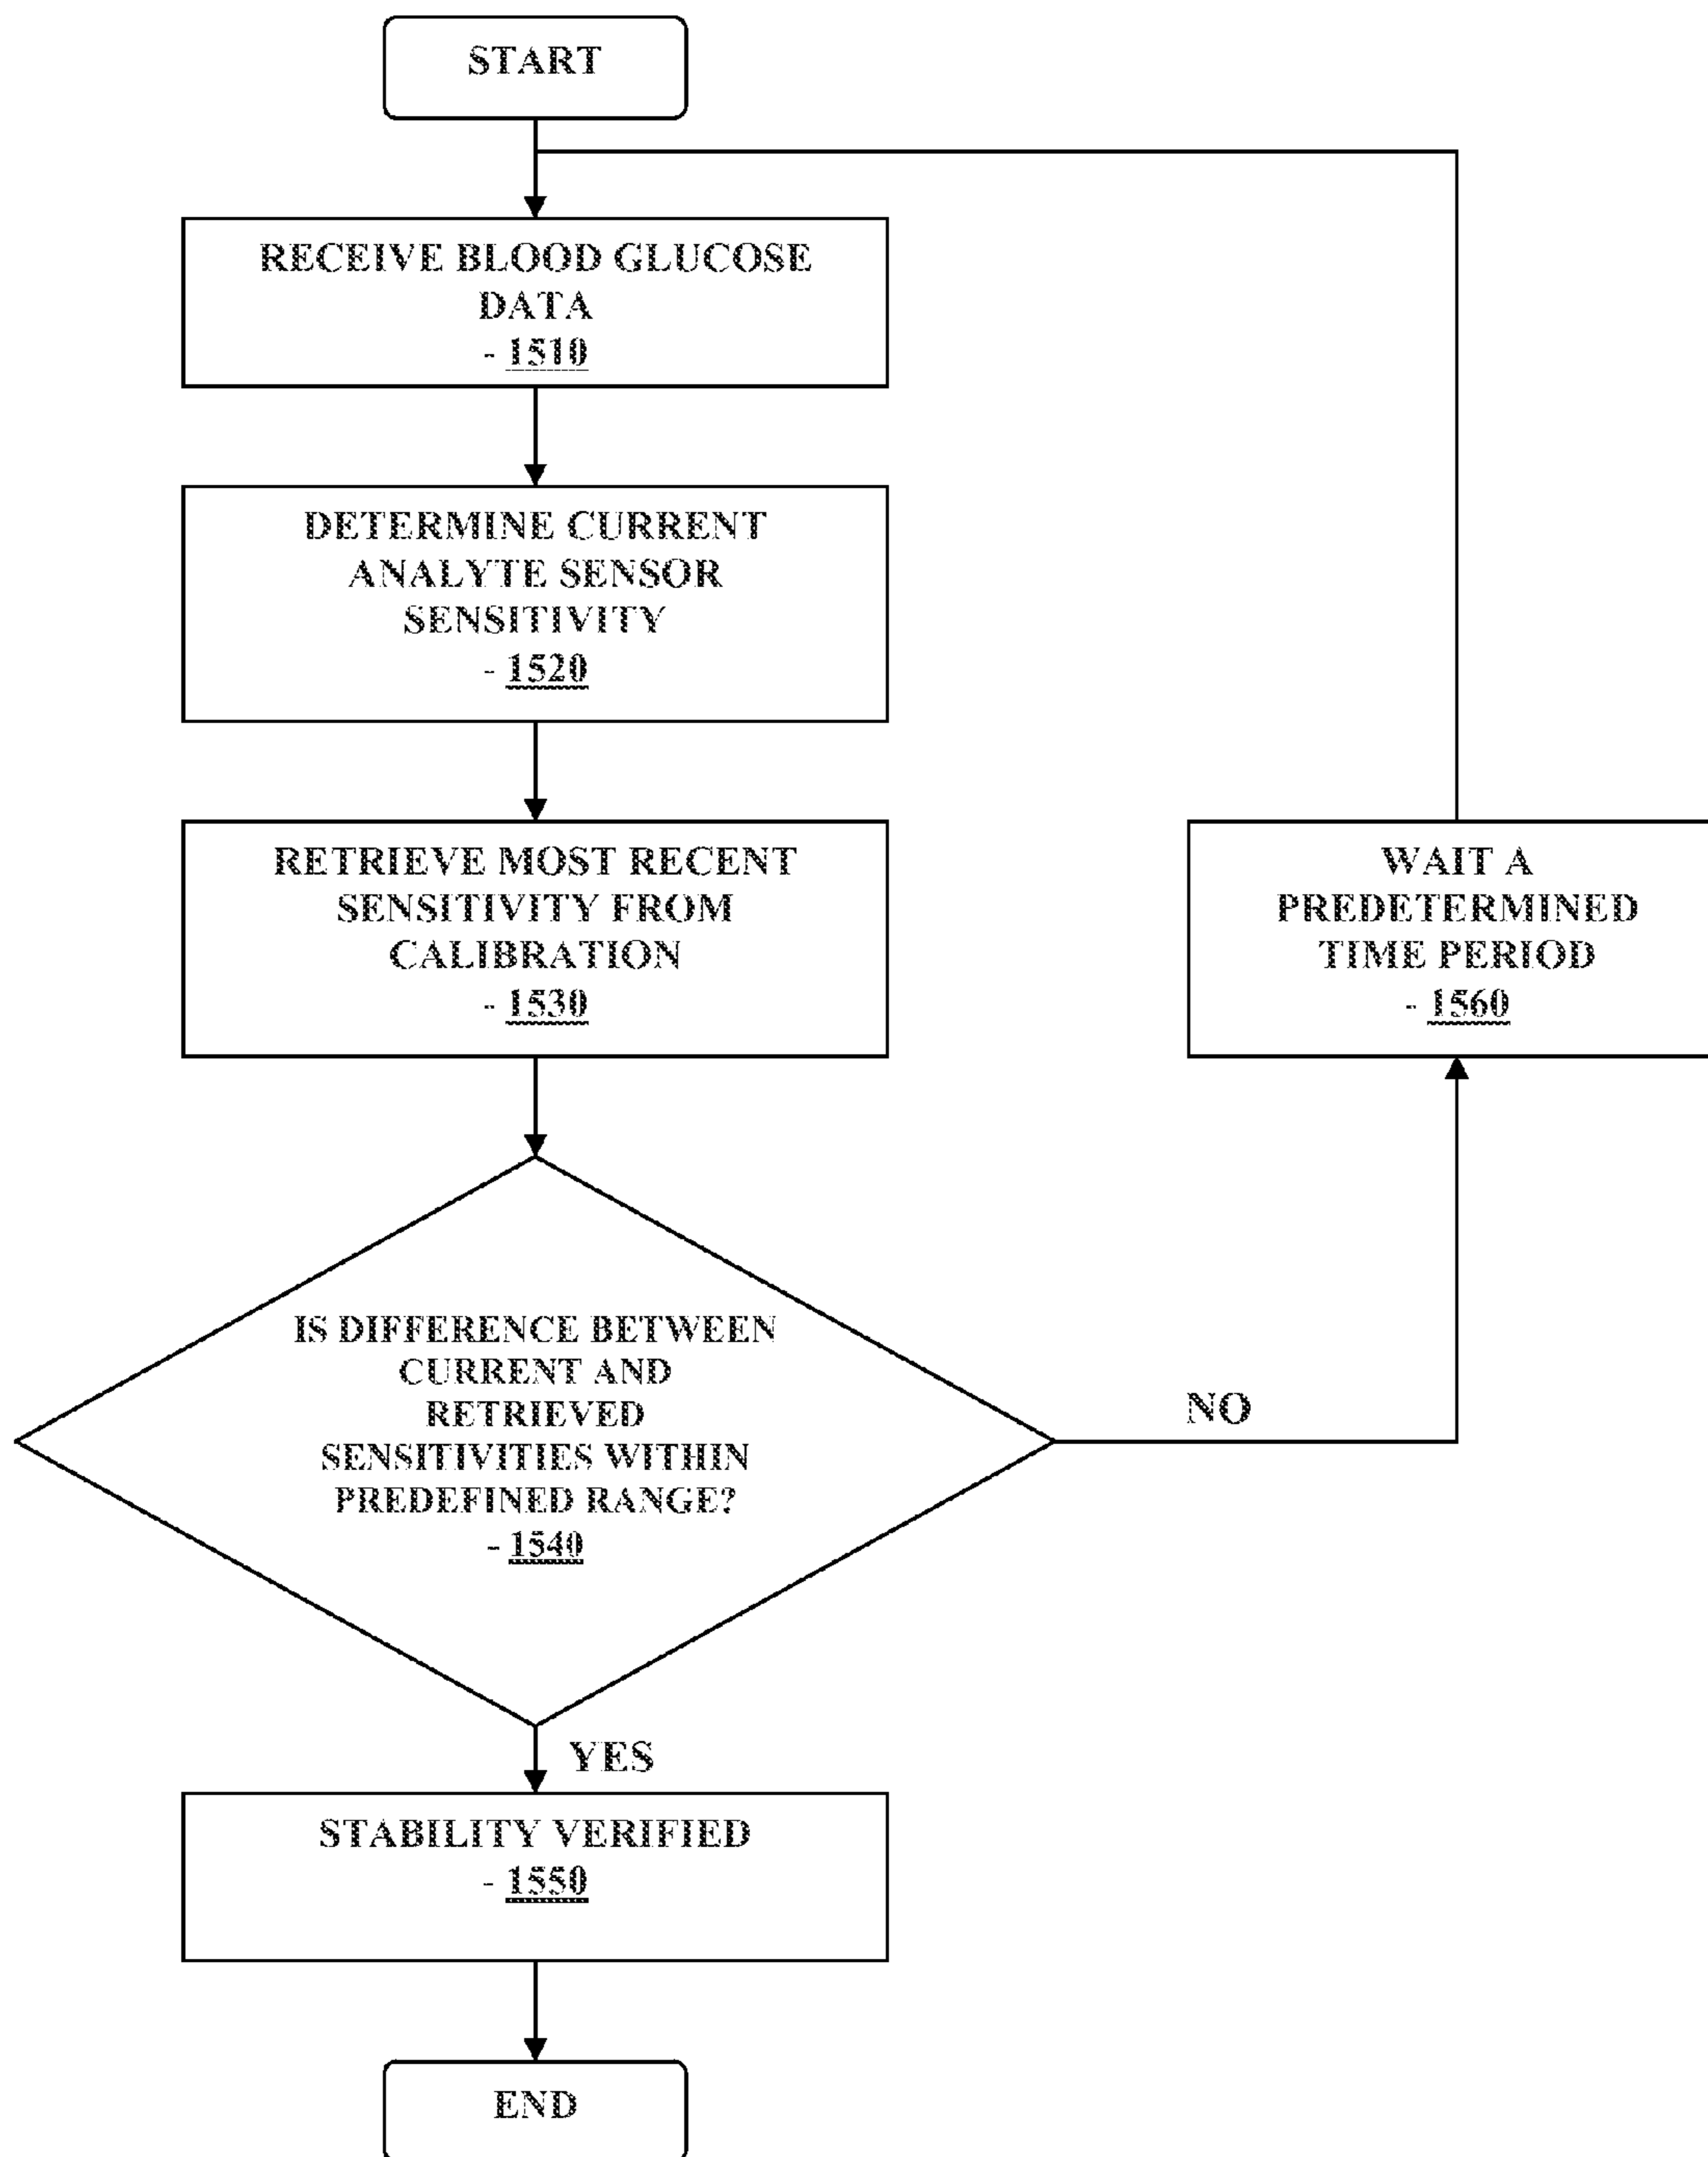 START
RECEIVE BLOOD GLUCOSE
DATA
- 1510
DETERMINE CURRENT
ANALYTE SENSOR
SENSITIVITY
- 1520
RETRIEVE MOST RECENT
SENSITIVITY FROM
CALIBRATION
- 1530
WAIT A
PREDETERMINED
TIME PERIOD
- 1560
IS DIFFERENCE BETWEEN
CURRENT AND
RETRIEVED
SENSITIVITIES WITHIN
PREDEFINED RANGE?
- 1540
NO
YES
STABILITY VERIFIED
- 1550
END